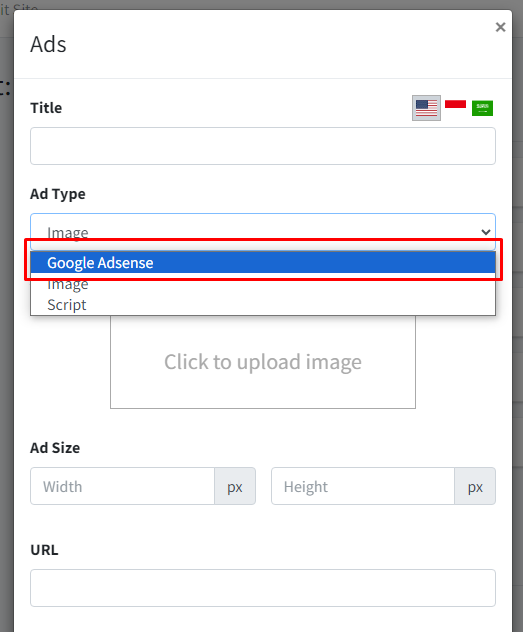 it Site
×
Ads
t:
Title
Ad Type
Image
Google Adsense
Image
Script
Click to upload image
Ad Size
Width px Height px
URL